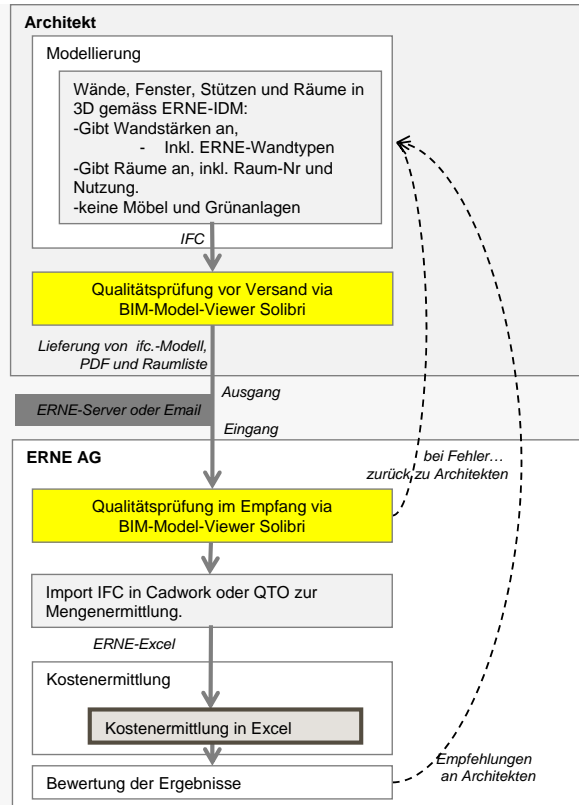 Architekt
Modellierung
Wände, Fenster, Stützen und Räume in
3D gemäss ERNE-IDM:
-Gibt Wandstärken an,
- Inkl. ERNE-Wandtypen
-Gibt Räume an, inkl. Raum-Nr und
Nutzung.
-keine Möbel und Grünanlagen
IFC
Qualitätsprüfung vor Versand via
BIM-Model-Viewer Solibri
Lieferung von ifc.-Modell,
PDF und Raumliste
Ausgang
ERNE-Server oder Email
Eingang
ERNE AG
bei Fehler…
zurück zu Architekten
Qualitätsprüfung im Empfang via
BIM-Model-Viewer Solibri
Import IFC in Cadwork oder QTO zur
Mengenermittlung.
ERNE-Excel
Kostenermittlung
Kostenermittlung in Excel
Empfehlungen
an Architekten
Bewertung der Ergebnisse